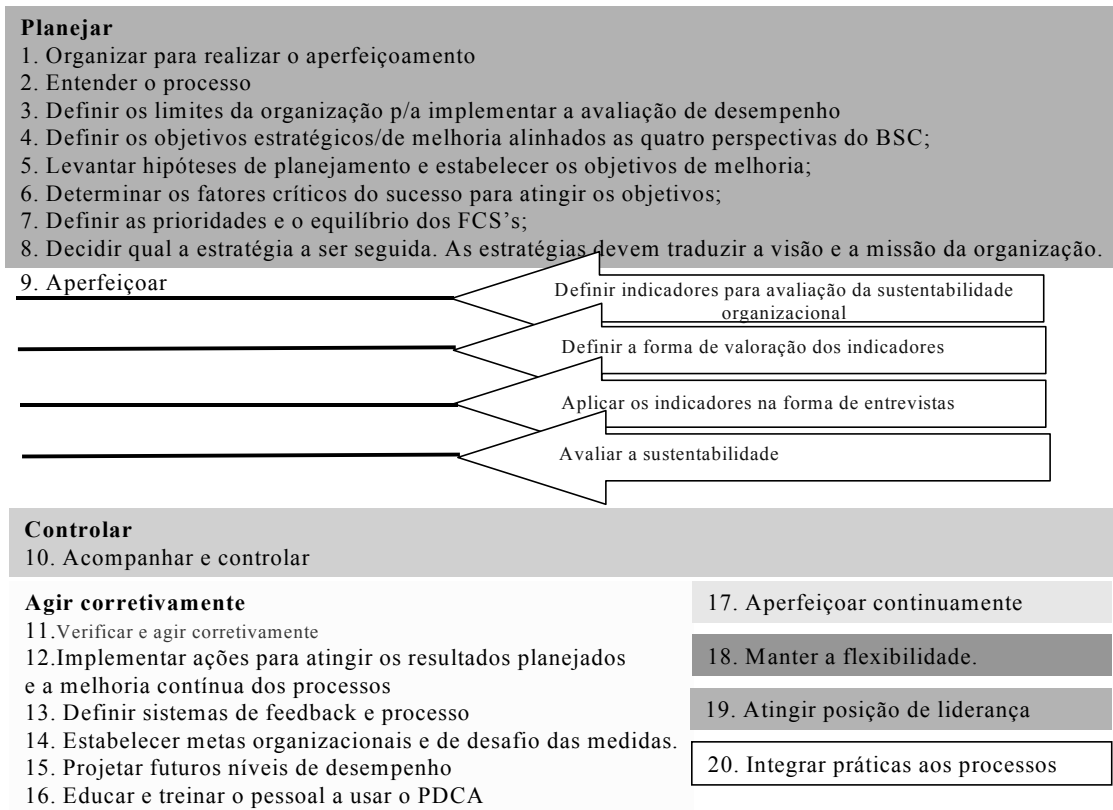 Planejar
1. Organizar para realizar o aperfeiçoamento
2. Entender o processo
3. Definir os limites da organização p/a implementar a avaliação de desempenho
4. Definir os objetivos estratégicos/de melhoria alinhados as quatro perspectivas do BSC;
5. Levantar hipóteses de planejamento e estabelecer os objetivos de melhoria;
6. Determinar os fatores críticos do sucesso para atingir os objetivos;
7. Definir as prioridades e o equilíbrio dos FCS's;
8. Decidir qual a estratégia a ser seguida. As estratégias devem traduzir a visão e a missão da organização.
9. Aperfeiçoar
Definir indicadores para avaliação da sustentabilidade
organizacional
Definir a forma de valoração dos indicadores
Aplicar os indicadores na forma de entrevistas
Avaliar a sustentabilidade
Controlar
10. Acompanhar e controlar
Agir corretivamente
11.Verificar e agir corretivamente
12.Implementar ações para atingir os resultados planejados
e a melhoria contínua dos processos
13. Definir sistemas de feedback e processo
14. Estabelecer metas organizacionais e de desafio das medidas.
15. Projetar futuros níveis de desempenho
16. Educar e treinar o pessoal a usar o PDCA
17. Aperfeiçoar continuamente
18. Manter a flexibilidade.
19. Atingir posição de liderança
20. Integrar práticas aos processos